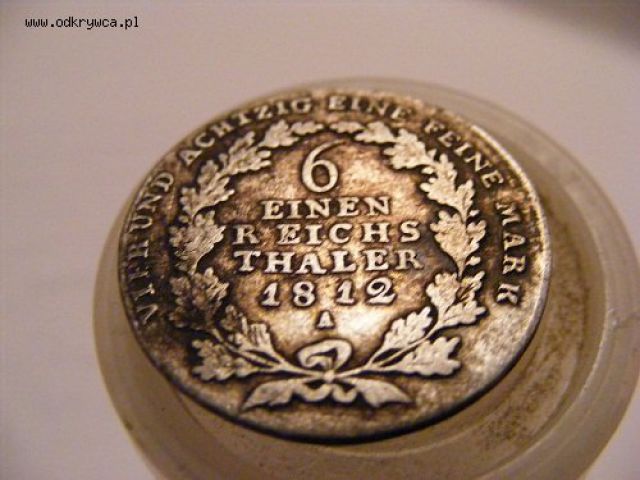 www.odkrywca.pl
VIERUND ACHTZIG EINE FEINE MARK
6
EINEN
REICHS
THALER
1812
A